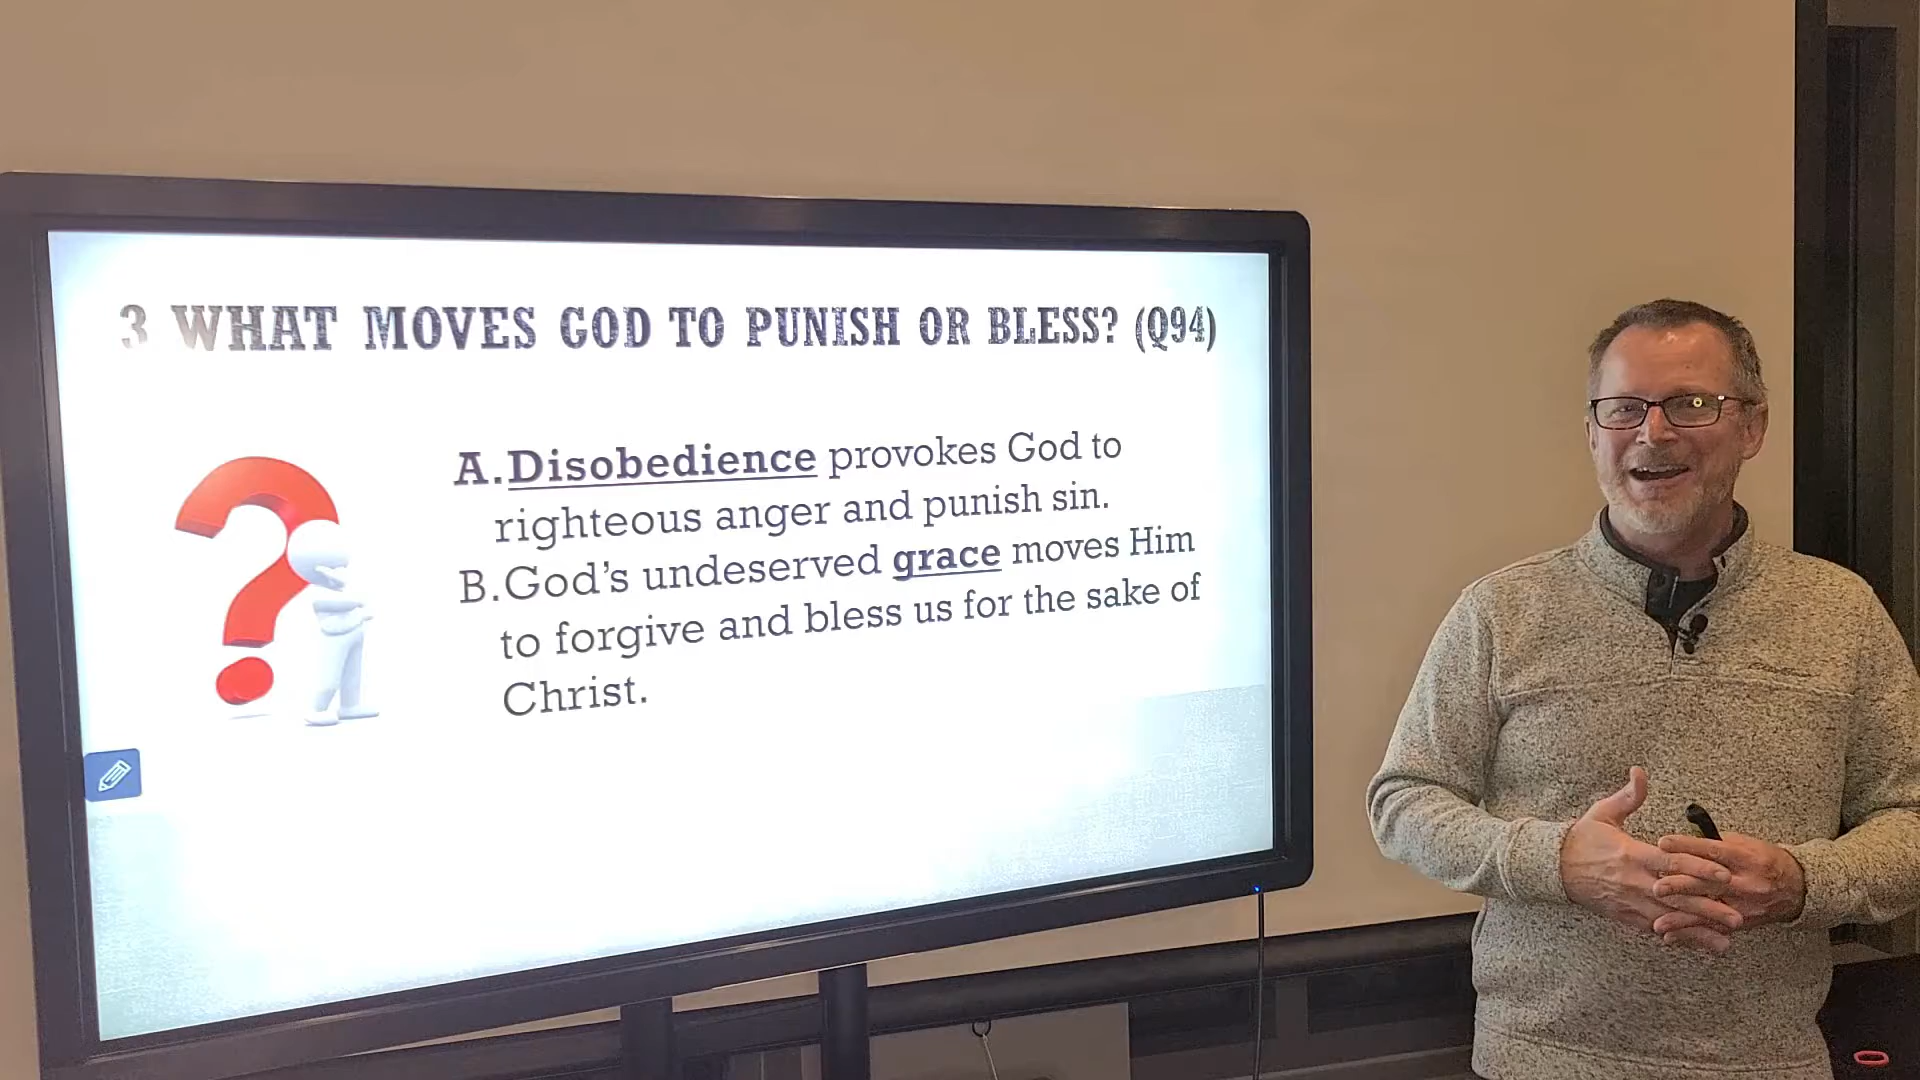 3 WHAT MOVES GOD TO PUNISH OR BLESS? (Q94)
A. Disobedience provokes God to
righteous anger and punish sin.
B. God's undeserved grace moves Him
to forgive and bless us for the sake of
Christ.